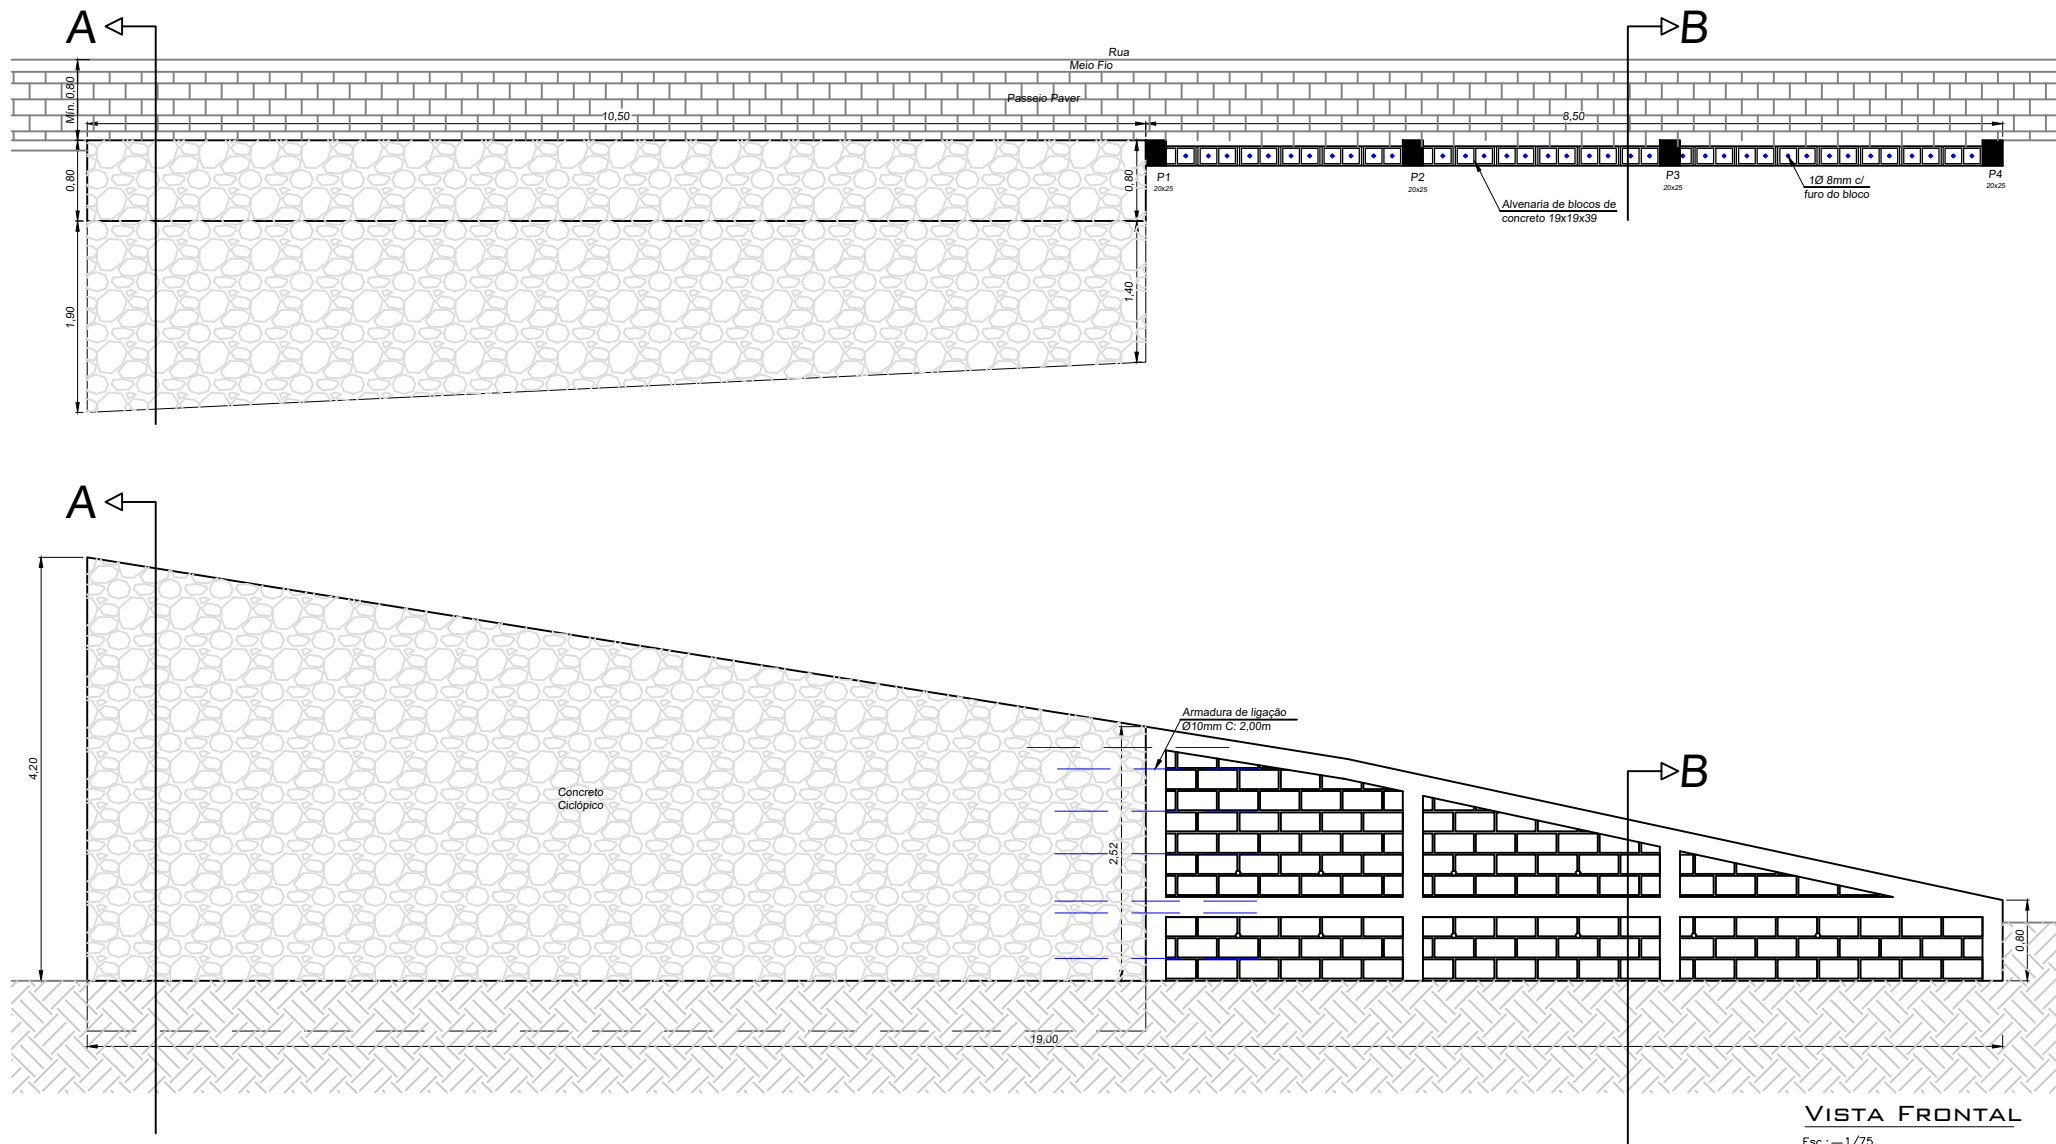 A
B
Rua
Meio Fio
Passeio Paver
Min. 0,80
10,50
8,50
0,80
0,80
P1
20x25
P2
20x25
P3
20x25
P4
20x25
1Ø 8mm c/
furo do bloco
Alvenaria de blocos de
concreto 19x19x39
1,90
1,40
A
Armadura de ligação
Ø10mm C: 2,00m
B
4,20
Concreto
Ciclópico
2,52
0,80
19,00
VISTA FRONTAL
Esc.: 1/75